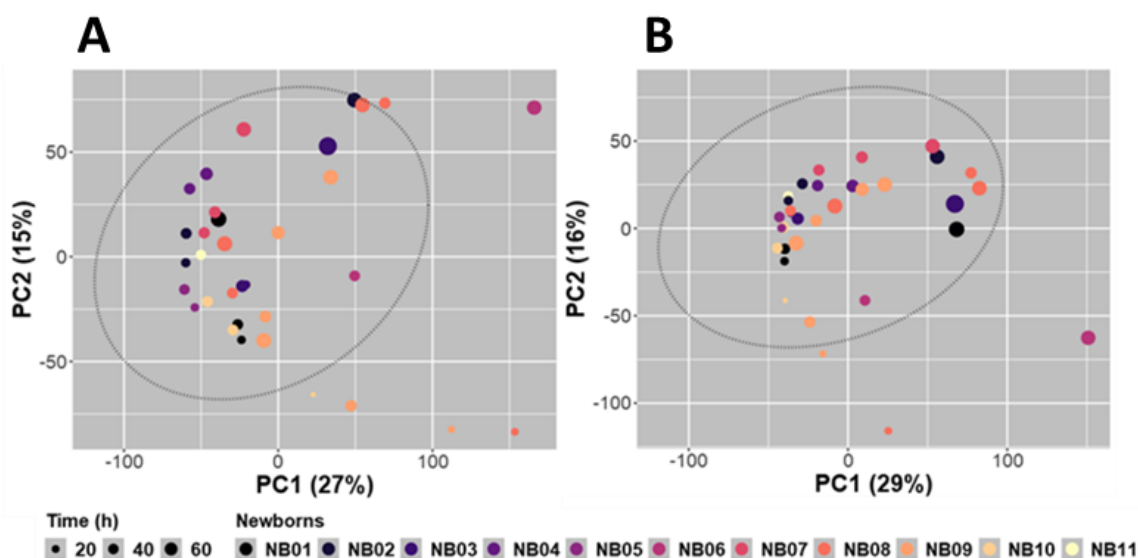 A B
50
0
-50
-100 0 100
PC2 (15%)
PC1 (27%)
50
0
-50
-100
-100 0 100
PC2 (16%)
PC1 (29%)
Time (h) Newborns
20 40 60 NB01 NB02 NB03 NB04 NB05 NB06 NB07 NB08 NB09 NB10 NB11